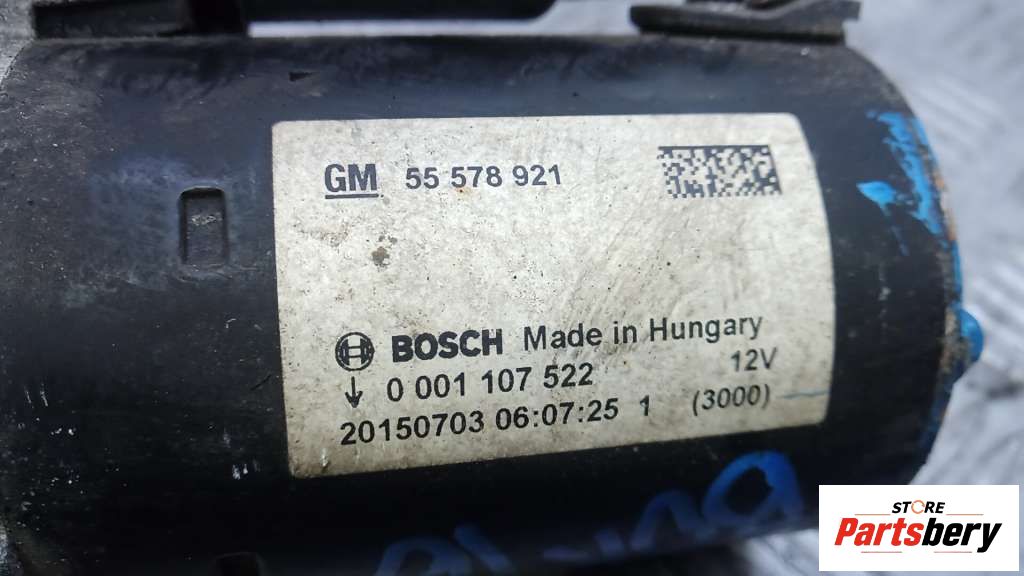 GM 55 578 921
BOSCH Made in Hungary
0 001 107 522 12V
20150703 06:07:25 1 (3000)
STORE
Partsbery